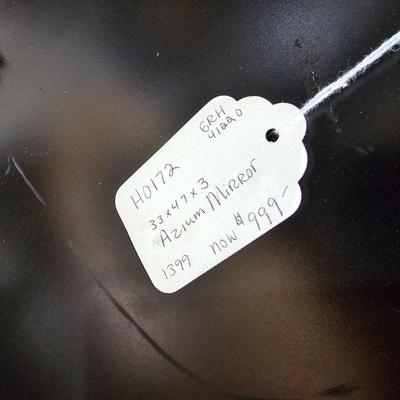 GRH
41220
H0172
33x47x3
Azium Mirror
1399 now $999-